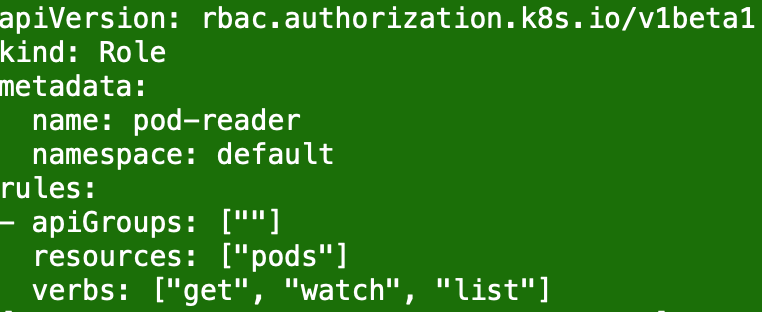 apiVersion: rbac.authorization.k8s.io/v1beta1
kind: Role
metadata:
  name: pod-reader
  namespace: default
rules:
- apiGroups: [""]
  resources: ["pods"]
  verbs: ["get", "watch", "list"]